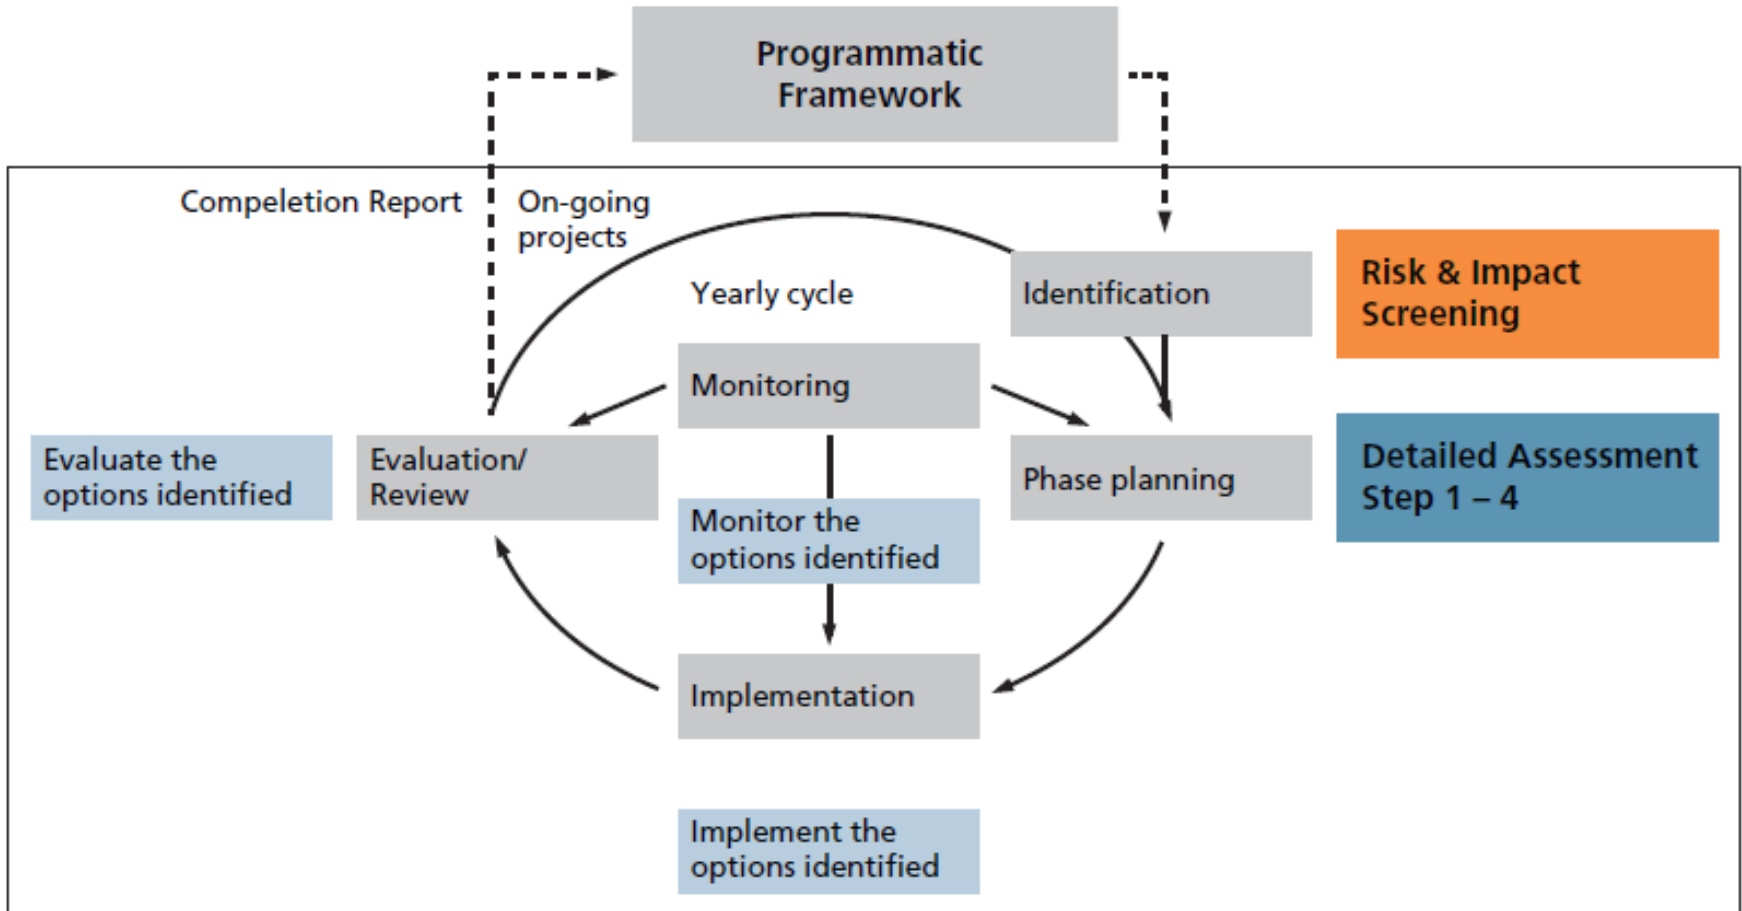 Programmatic
Framework
Compeletion Report
On-going
projects
Yearly cycle
Identification
Risk & Impact
Screening
Monitoring
Evaluate the
options identified
Evaluation/
Review
Phase planning
Detailed Assessment
Step 1 – 4
Monitor the
options identified
Implementation
Implement the
options identified